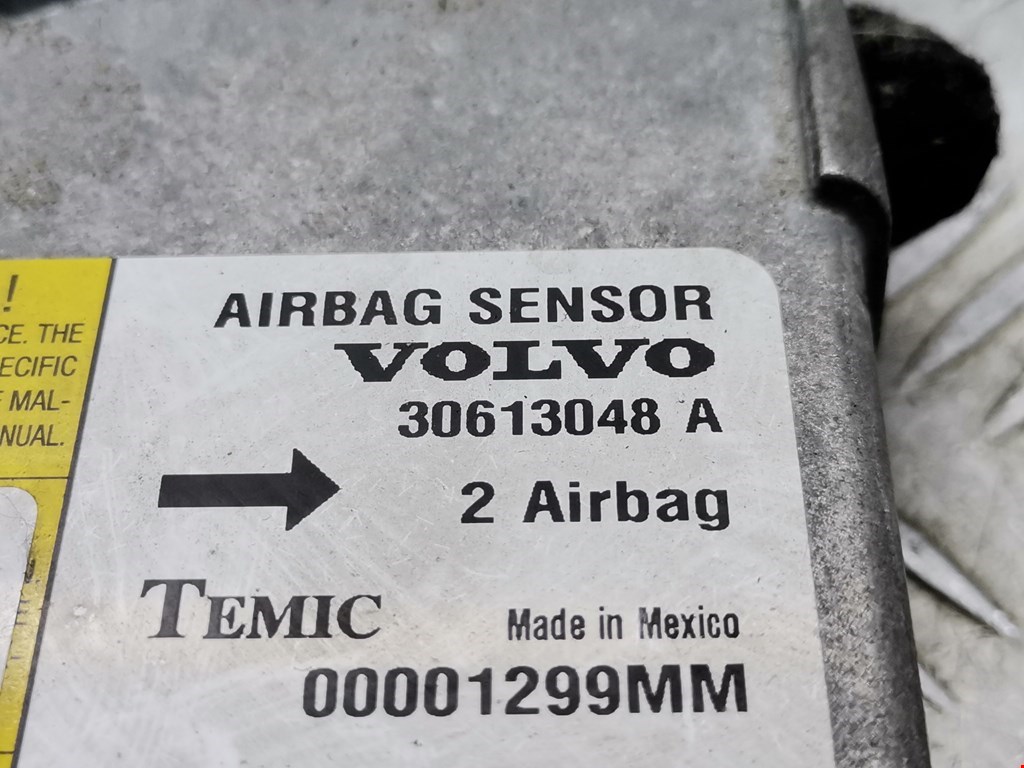 !
CE. THE
ECIFIC
MAL-
NUAL.
AIRBAG SENSOR
VOLVO
30613048 A
2 Airbag
TEMIC
Made in Mexico
00001299MM